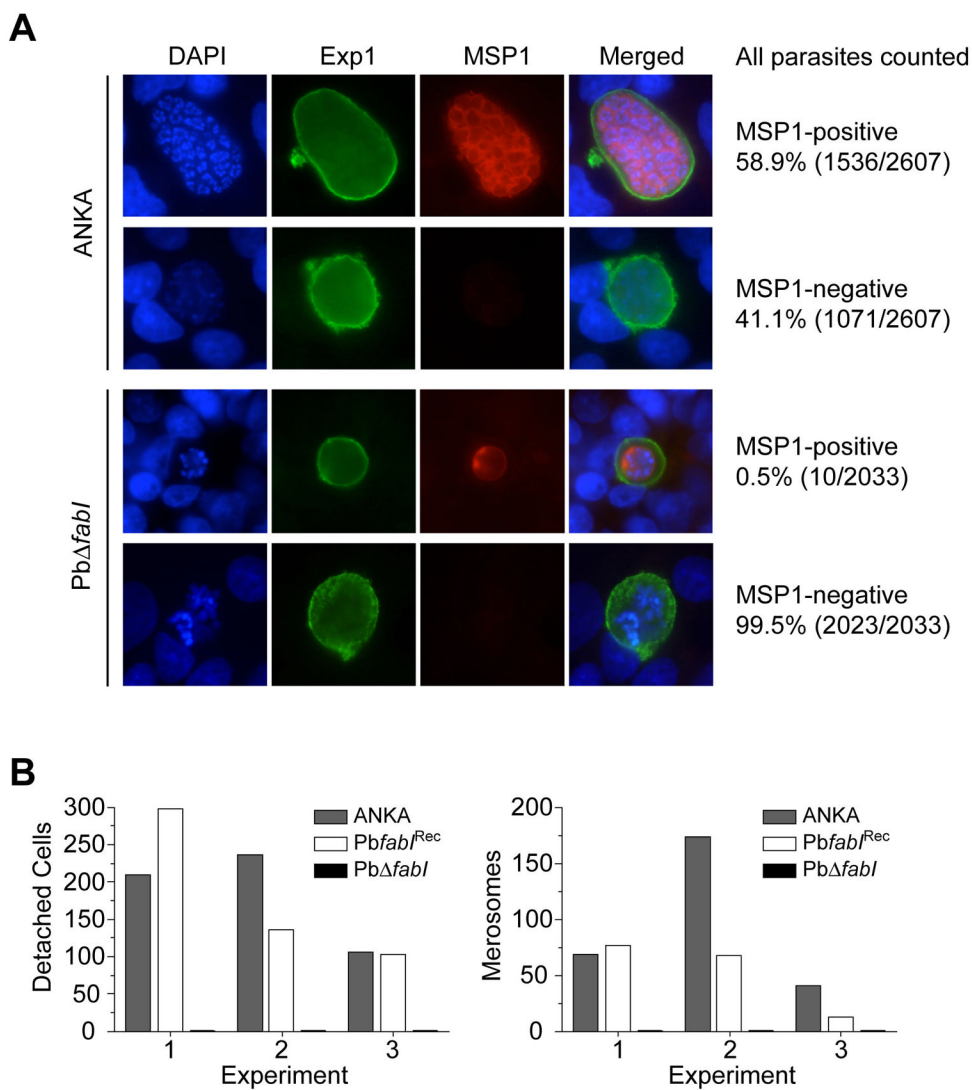 A
DAPI Exp1 MSP1 Merged All parasites counted
ANKA
MSP1-positive
58.9% (1536/2607)
MSP1-negative
41.1% (1071/2607)
PbΔfabI
MSP1-positive
0.5% (10/2033)
MSP1-negative
99.5% (2023/2033)
B
Detached Cells
300
250
200
150
100
50
0
ANKA
PbfabIRec
PbΔfabI
1 2 3
Experiment
Merosomes
200
150
100
50
0
ANKA
PbfabIRec
PbΔfabI
1 2 3
Experiment